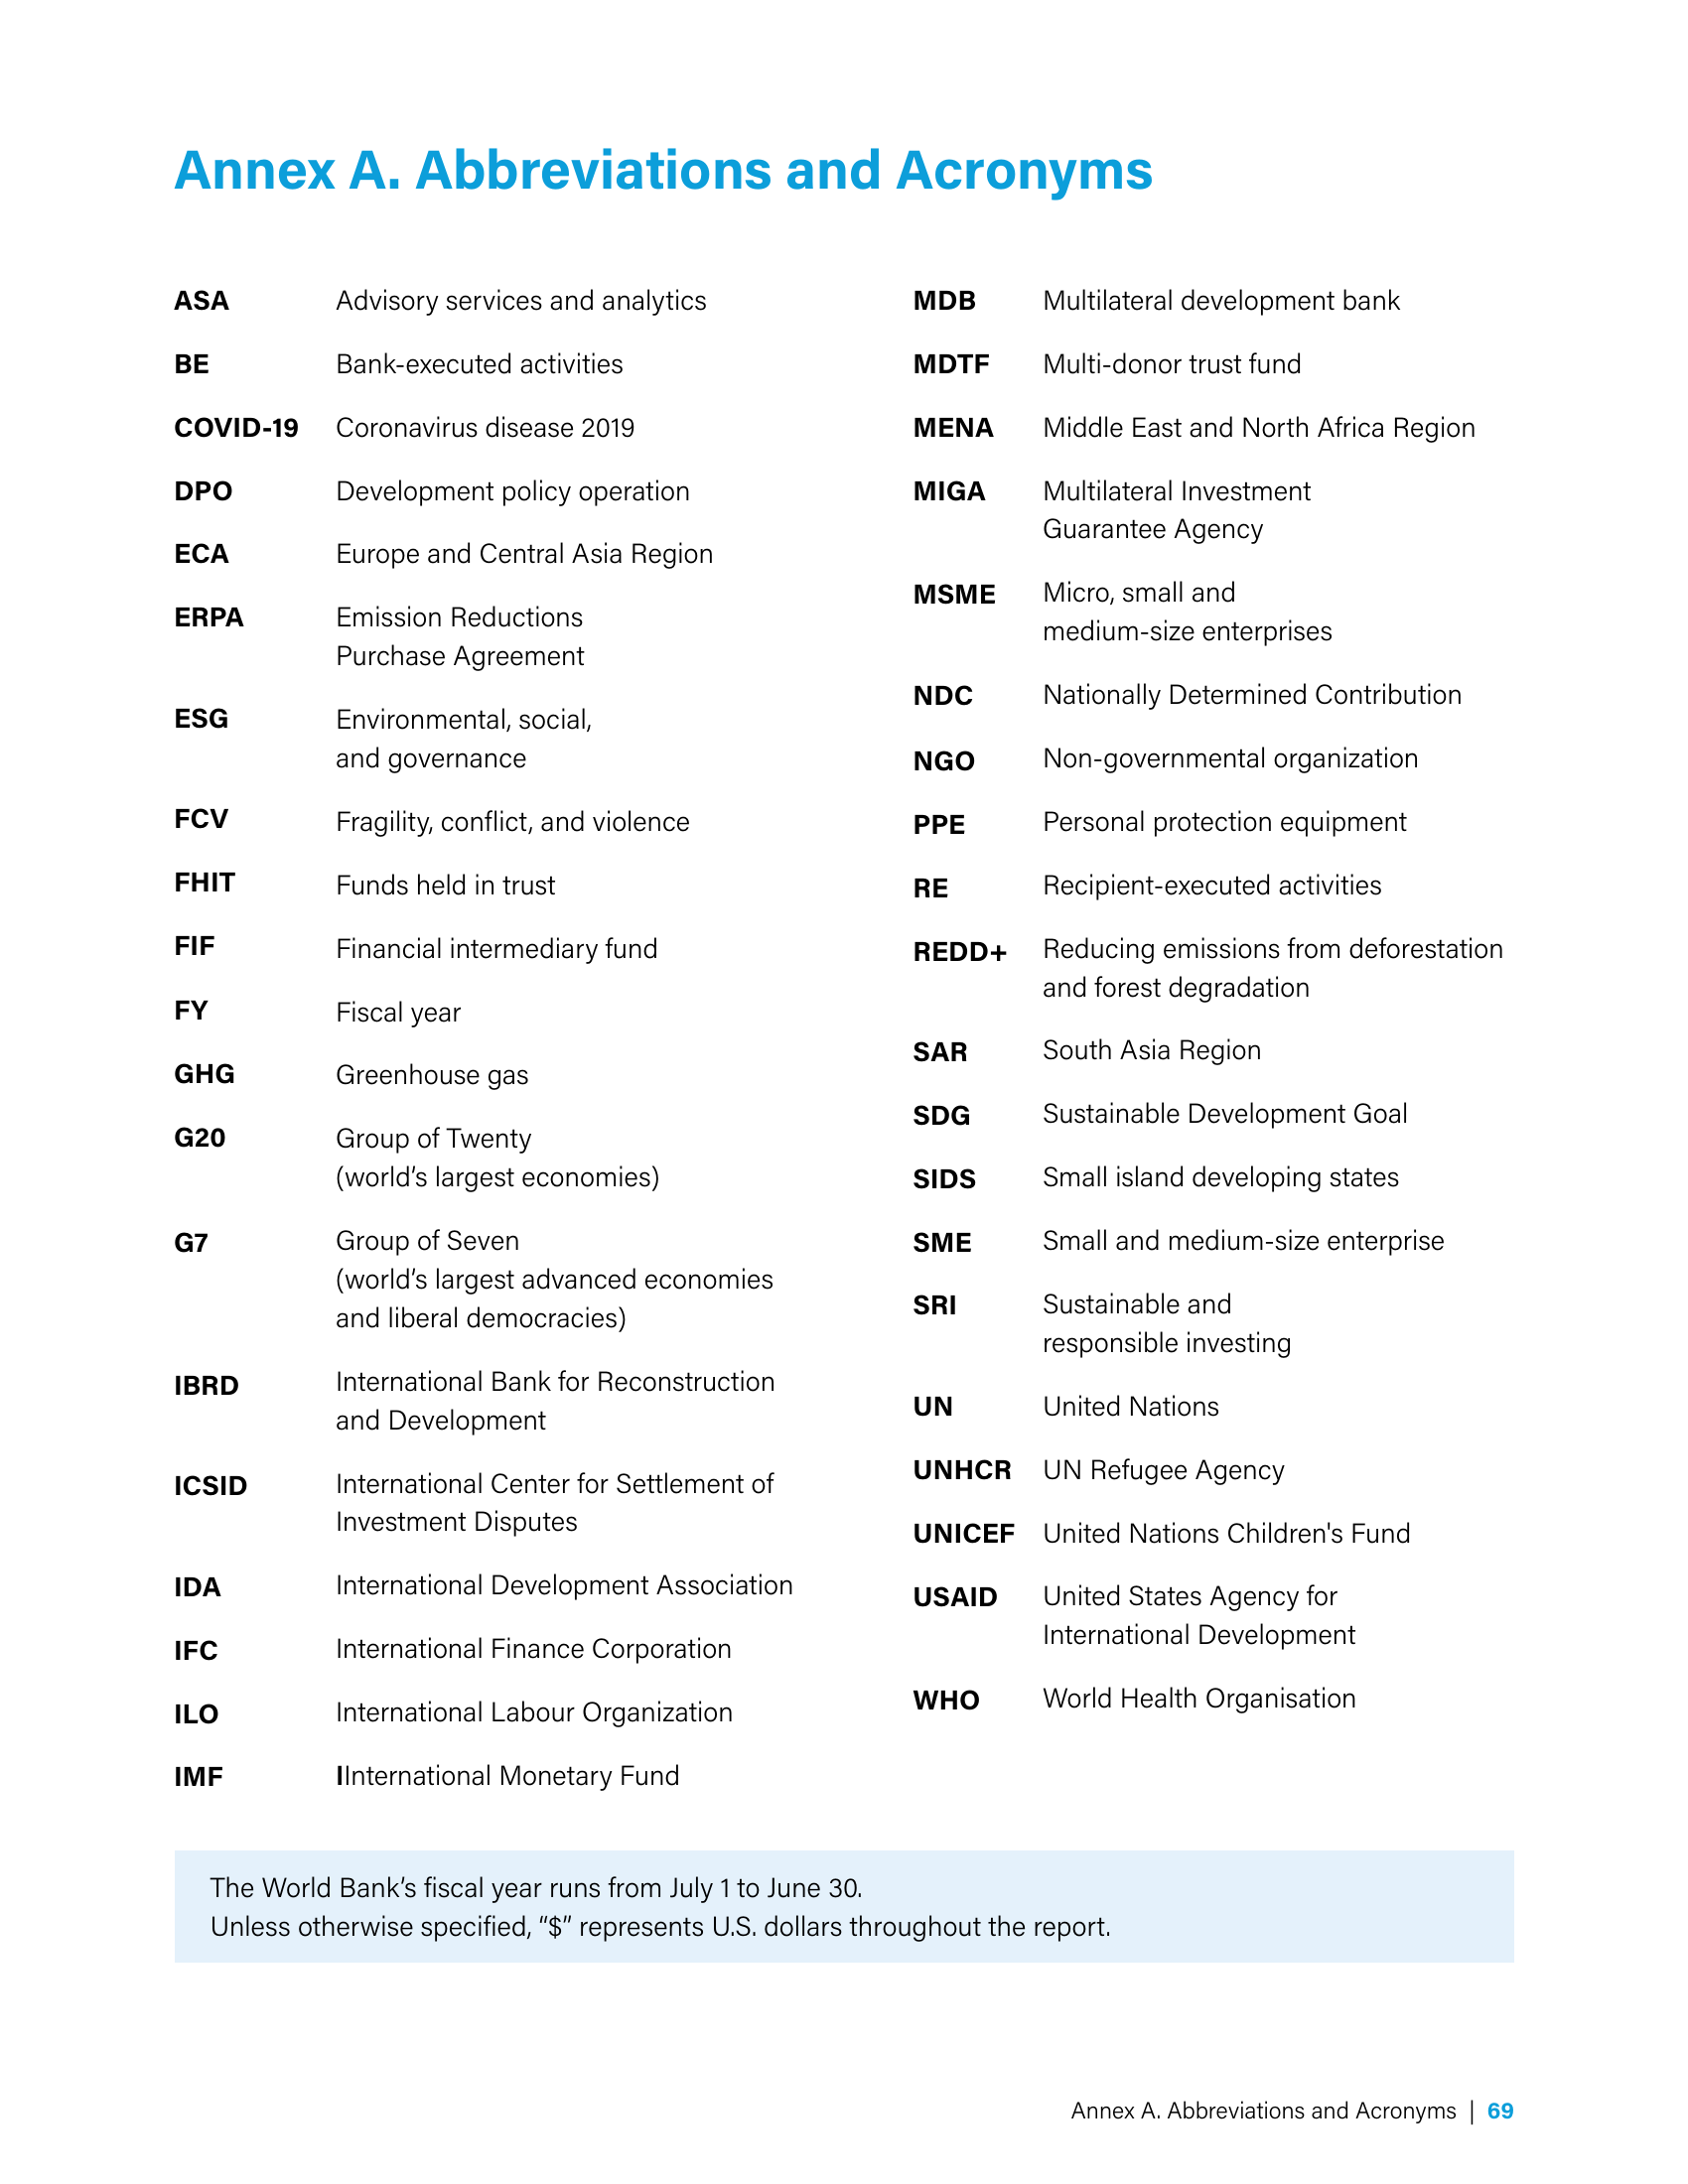 Annex A. Abbreviations and Acronyms
ASA Advisory services and analytics
BE Bank-executed activities
COVID-19 Coronavirus disease 2019
DPO Development policy operation
ECA Europe and Central Asia Region
ERPA Emission Reductions
Purchase Agreement
ESG Environmental, social,
and governance
FCV Fragility, conflict, and violence
FHIT Funds held in trust
FIF Financial intermediary fund
FY Fiscal year
GHG Greenhouse gas
G20 Group of Twenty
(world’s largest economies)
G7 Group of Seven
(world’s largest advanced economies
and liberal democracies)
IBRD International Bank for Reconstruction
and Development
ICSID International Center for Settlement of
Investment Disputes
IDA International Development Association
IFC International Finance Corporation
ILO International Labour Organization
IMF IInternational Monetary Fund
MDB Multilateral development bank
MDTF Multi-donor trust fund
MENA Middle East and North Africa Region
MIGA Multilateral Investment
Guarantee Agency
MSME Micro, small and
medium-size enterprises
NDC Nationally Determined Contribution
NGO Non-governmental organization
PPE Personal protection equipment
RE Recipient-executed activities
REDD+ Reducing emissions from deforestation
and forest degradation
SAR South Asia Region
SDG Sustainable Development Goal
SIDS Small island developing states
SME Small and medium-size enterprise
SRI Sustainable and
responsible investing
UN United Nations
UNHCR UN Refugee Agency
UNICEF United Nations Children's Fund
USAID United States Agency for
International Development
WHO World Health Organisation
The World Bank’s fiscal year runs from July 1 to June 30.
Unless otherwise specified, “$” represents U.S. dollars throughout the report.
Annex A. Abbreviations and Acronyms | 69